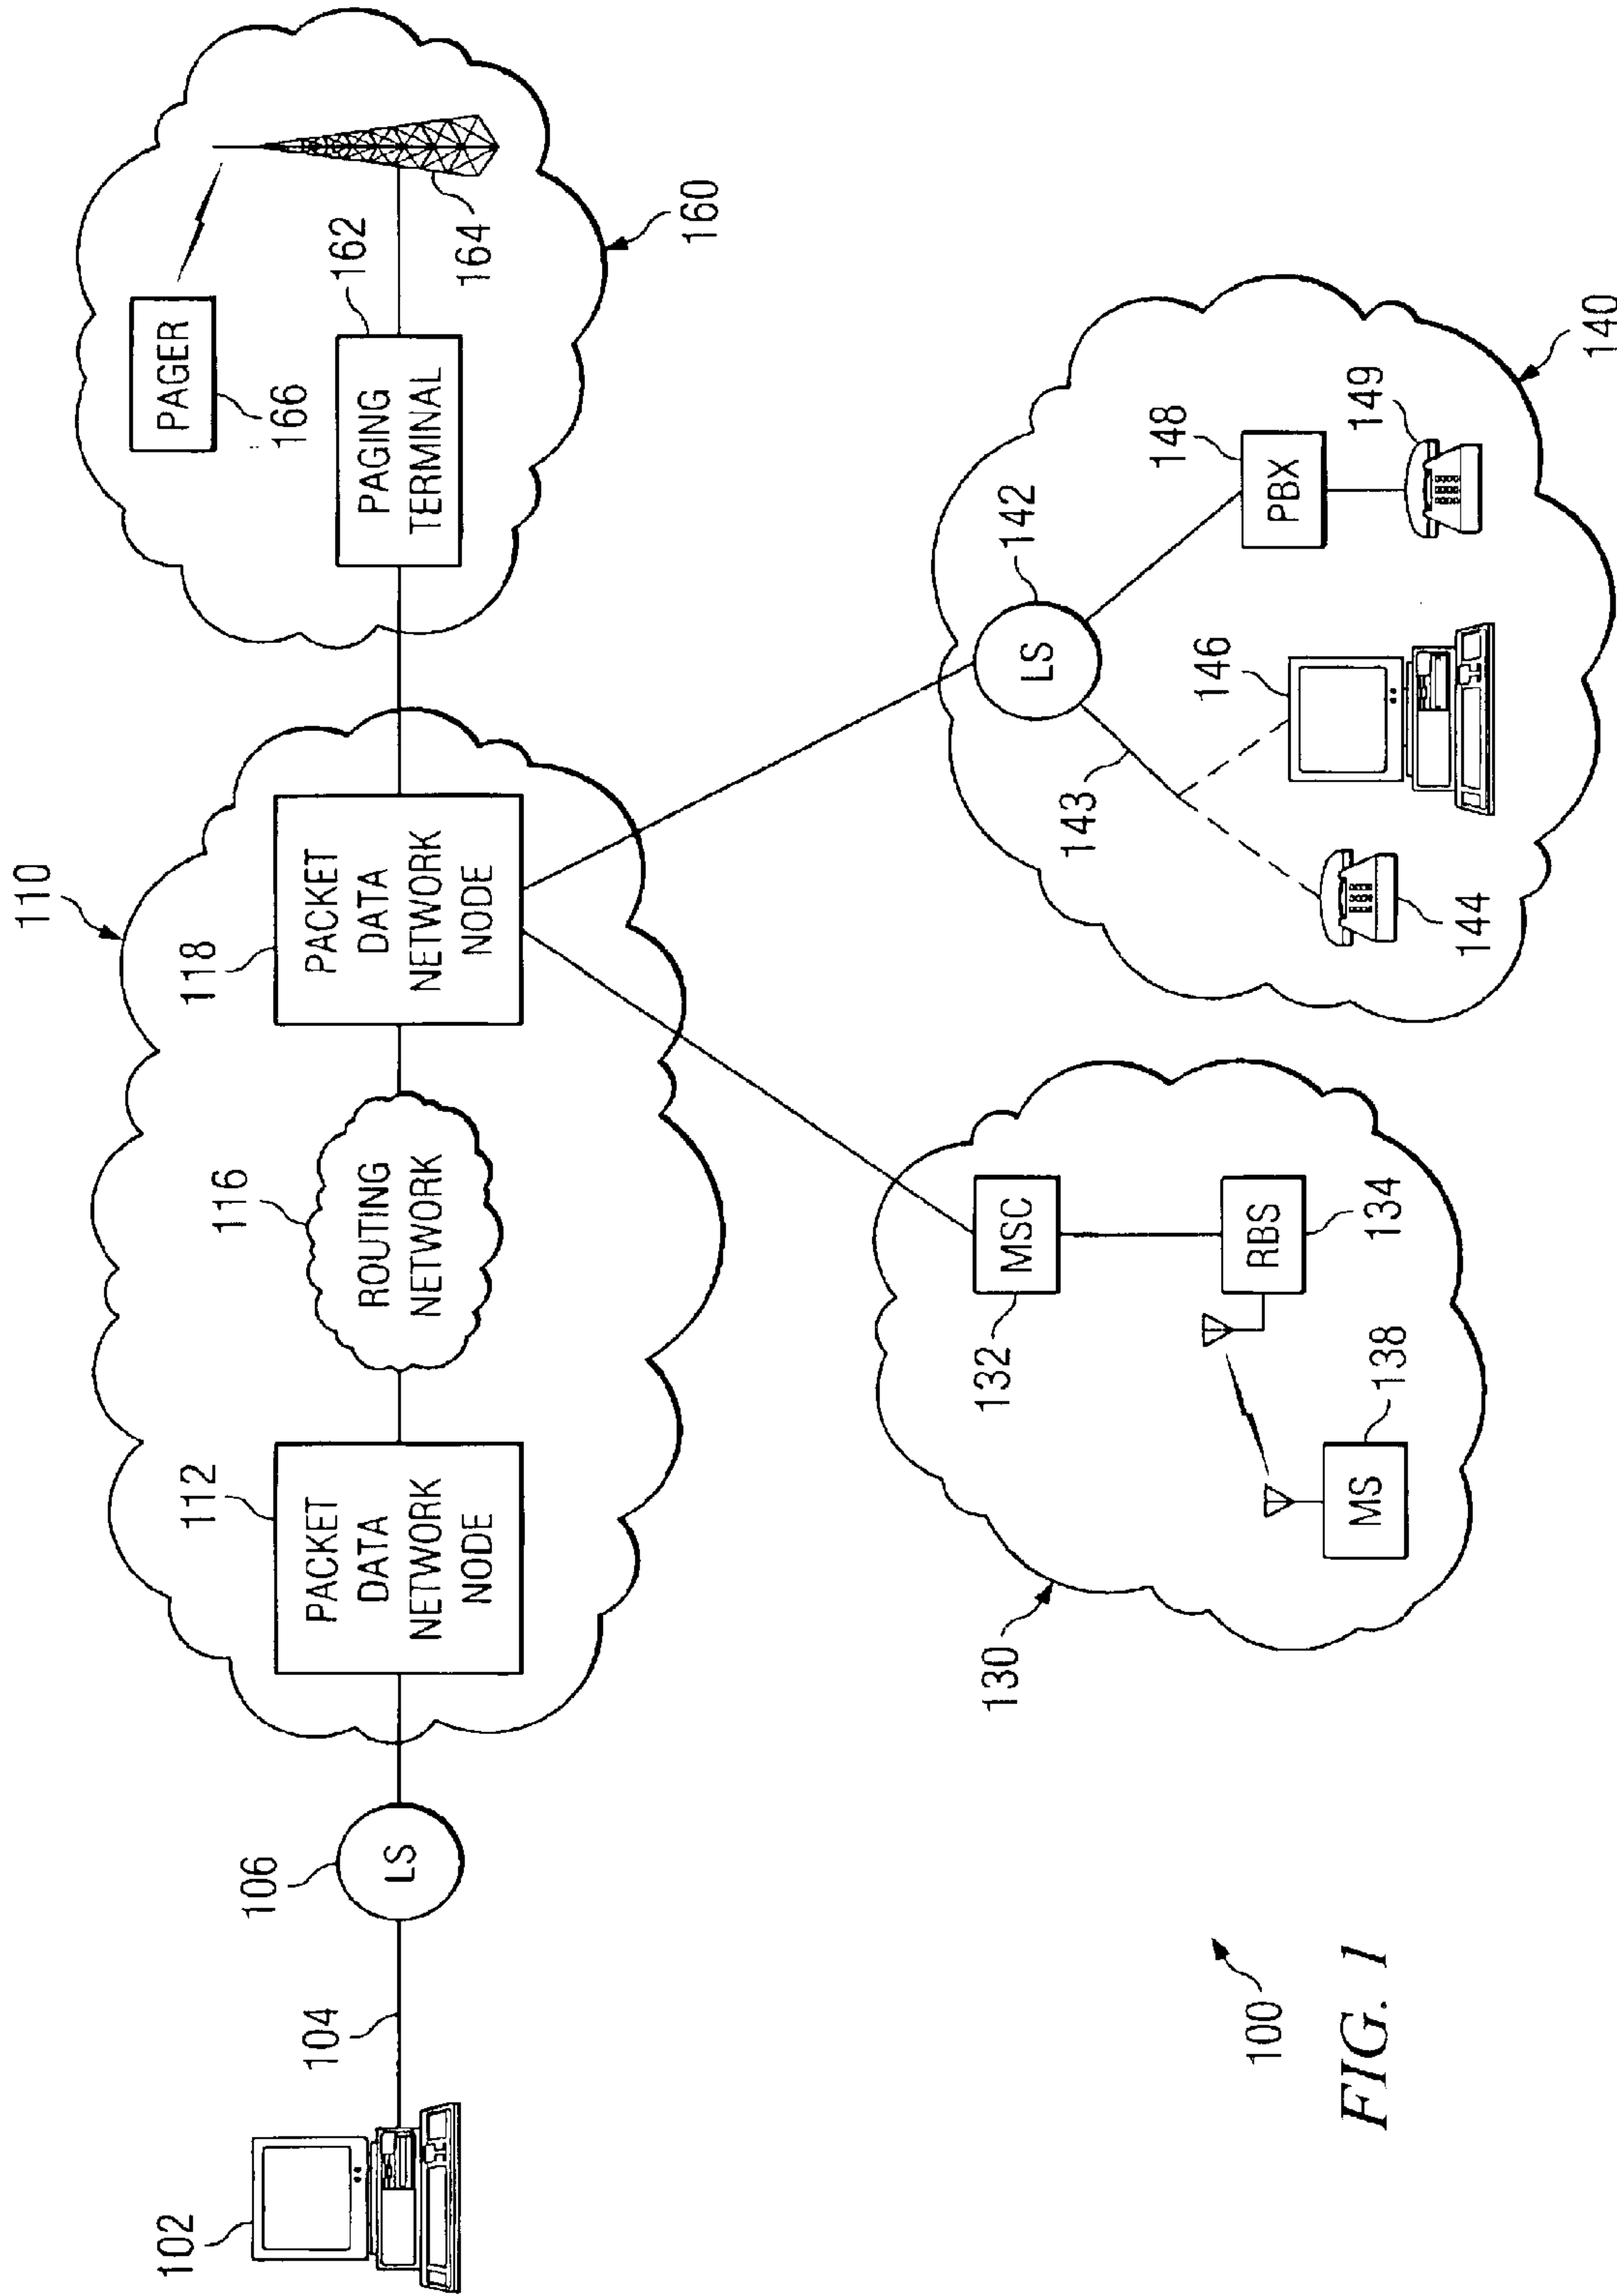 110
160
PAGER
166
162
PAGING
TERMINAL
164
118
PACKET
DATA
NETWORK
NODE
116
ROUTING
NETWORK
112
PACKET
DATA
NETWORK
NODE
106
LS
104
102
130
MSC
132
RBS
134
MS
138
142
LS
143
144
146
148
PBX
149
140
100
FIG. 1